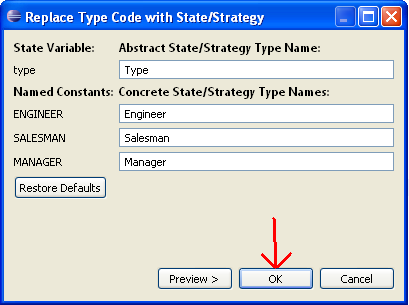 Replace Type Code with State/Strategy
State Variable: Abstract State/Strategy Type Name:
type Type
Named Constants: Concrete State/Strategy Type Names:
ENGINEER Engineer
SALESMAN Salesman
MANAGER Manager
Restore Defaults
Preview > OK Cancel